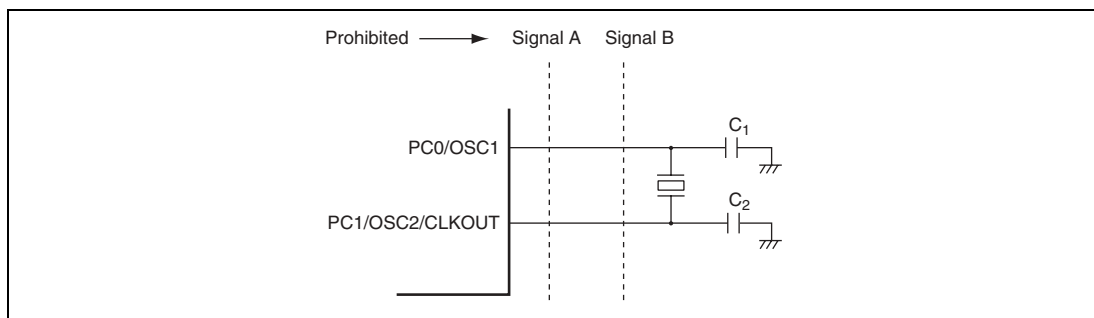 Prohibited Signal A Signal B
C1
PC0/OSC1
C2
PC1/OSC2/CLKOUT